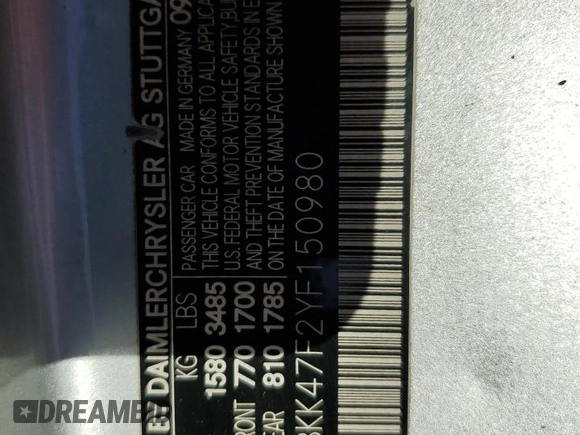 DAIMLERCHRYSLER AG STUTTGA
PASSENGER CAR MADE IN GERMANY 09
KG LBS THIS VEHICLE CONFORMS TO ALL APPLICA
1580 3485 U.S. FEDERAL MOTOR VEHICLE SAFETY, BU
RONT 770 1700 AND THEFT PREVENTION STANDARDS IN E
EAR 810 1785 ON THE DATE OF MANUFACTURE SHOWN
KK47F2YF150980
DREAMBI